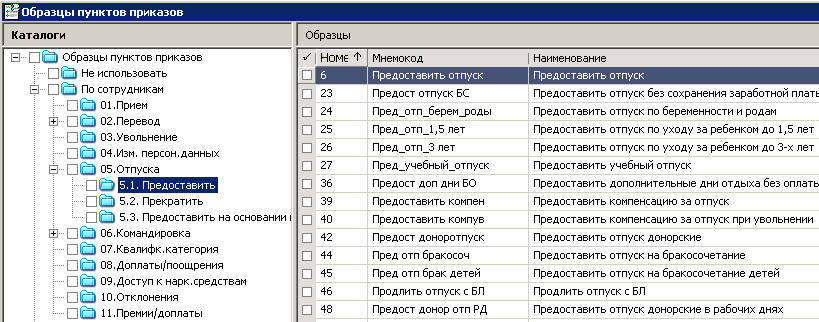 Образцы пунктов приказов
Каталоги
Образцы пунктов приказов
Не использовать
По сотрудникам
01.Прием
02.Перевод
03.Увольнение
04.Изм. персон.данных
05.Отпуска
5.1. Предоставить
5.2. Прекратить
5.3. Предоставить на основании
06.Командировка
07.Квалифк.категория
08.Доплаты/поощрения
09.Доступ к нарк.средствам
10.Отклонения
11.Премии/доплаты
Образцы
Номе Мнемокод Наименование
6 Предоставить отпуск Предоставить отпуск
23 Предост отпуск БС Предоставить отпуск без сохранения заработной платы
24 Пред_отп_берем_роды Предоставить отпуск по беременности и родам
25 Пред_отп_1,5 лет Предоставить отпуск по уходу за ребенком до 1,5 лет
26 Пред_отп_3 лет Предоставить отпуск по уходу за ребенком до 3-х лет
27 Пред_учебный_отпуск Предоставить учебный отпуск
36 Предост доп дни БО Предоставить дополнительные дни отдыха без оплаты
39 Предоставить компен Предоставить компенсацию за отпуск
40 Предоставить компув Предоставить компенсацию за отпуск при увольнении
42 Предост доноротпуск Предоставить отпуск донорские
44 Пред отп бракосоч Предоставить отпуск на бракосочетание
45 Пред отп брак детей Предоставить отпуск на бракосочетание детей
46 Продлить отпуск с БЛ Продлить отпуск с БЛ
48 Предост донор отп РД Предоставить отпуск донорские в рабочих днях